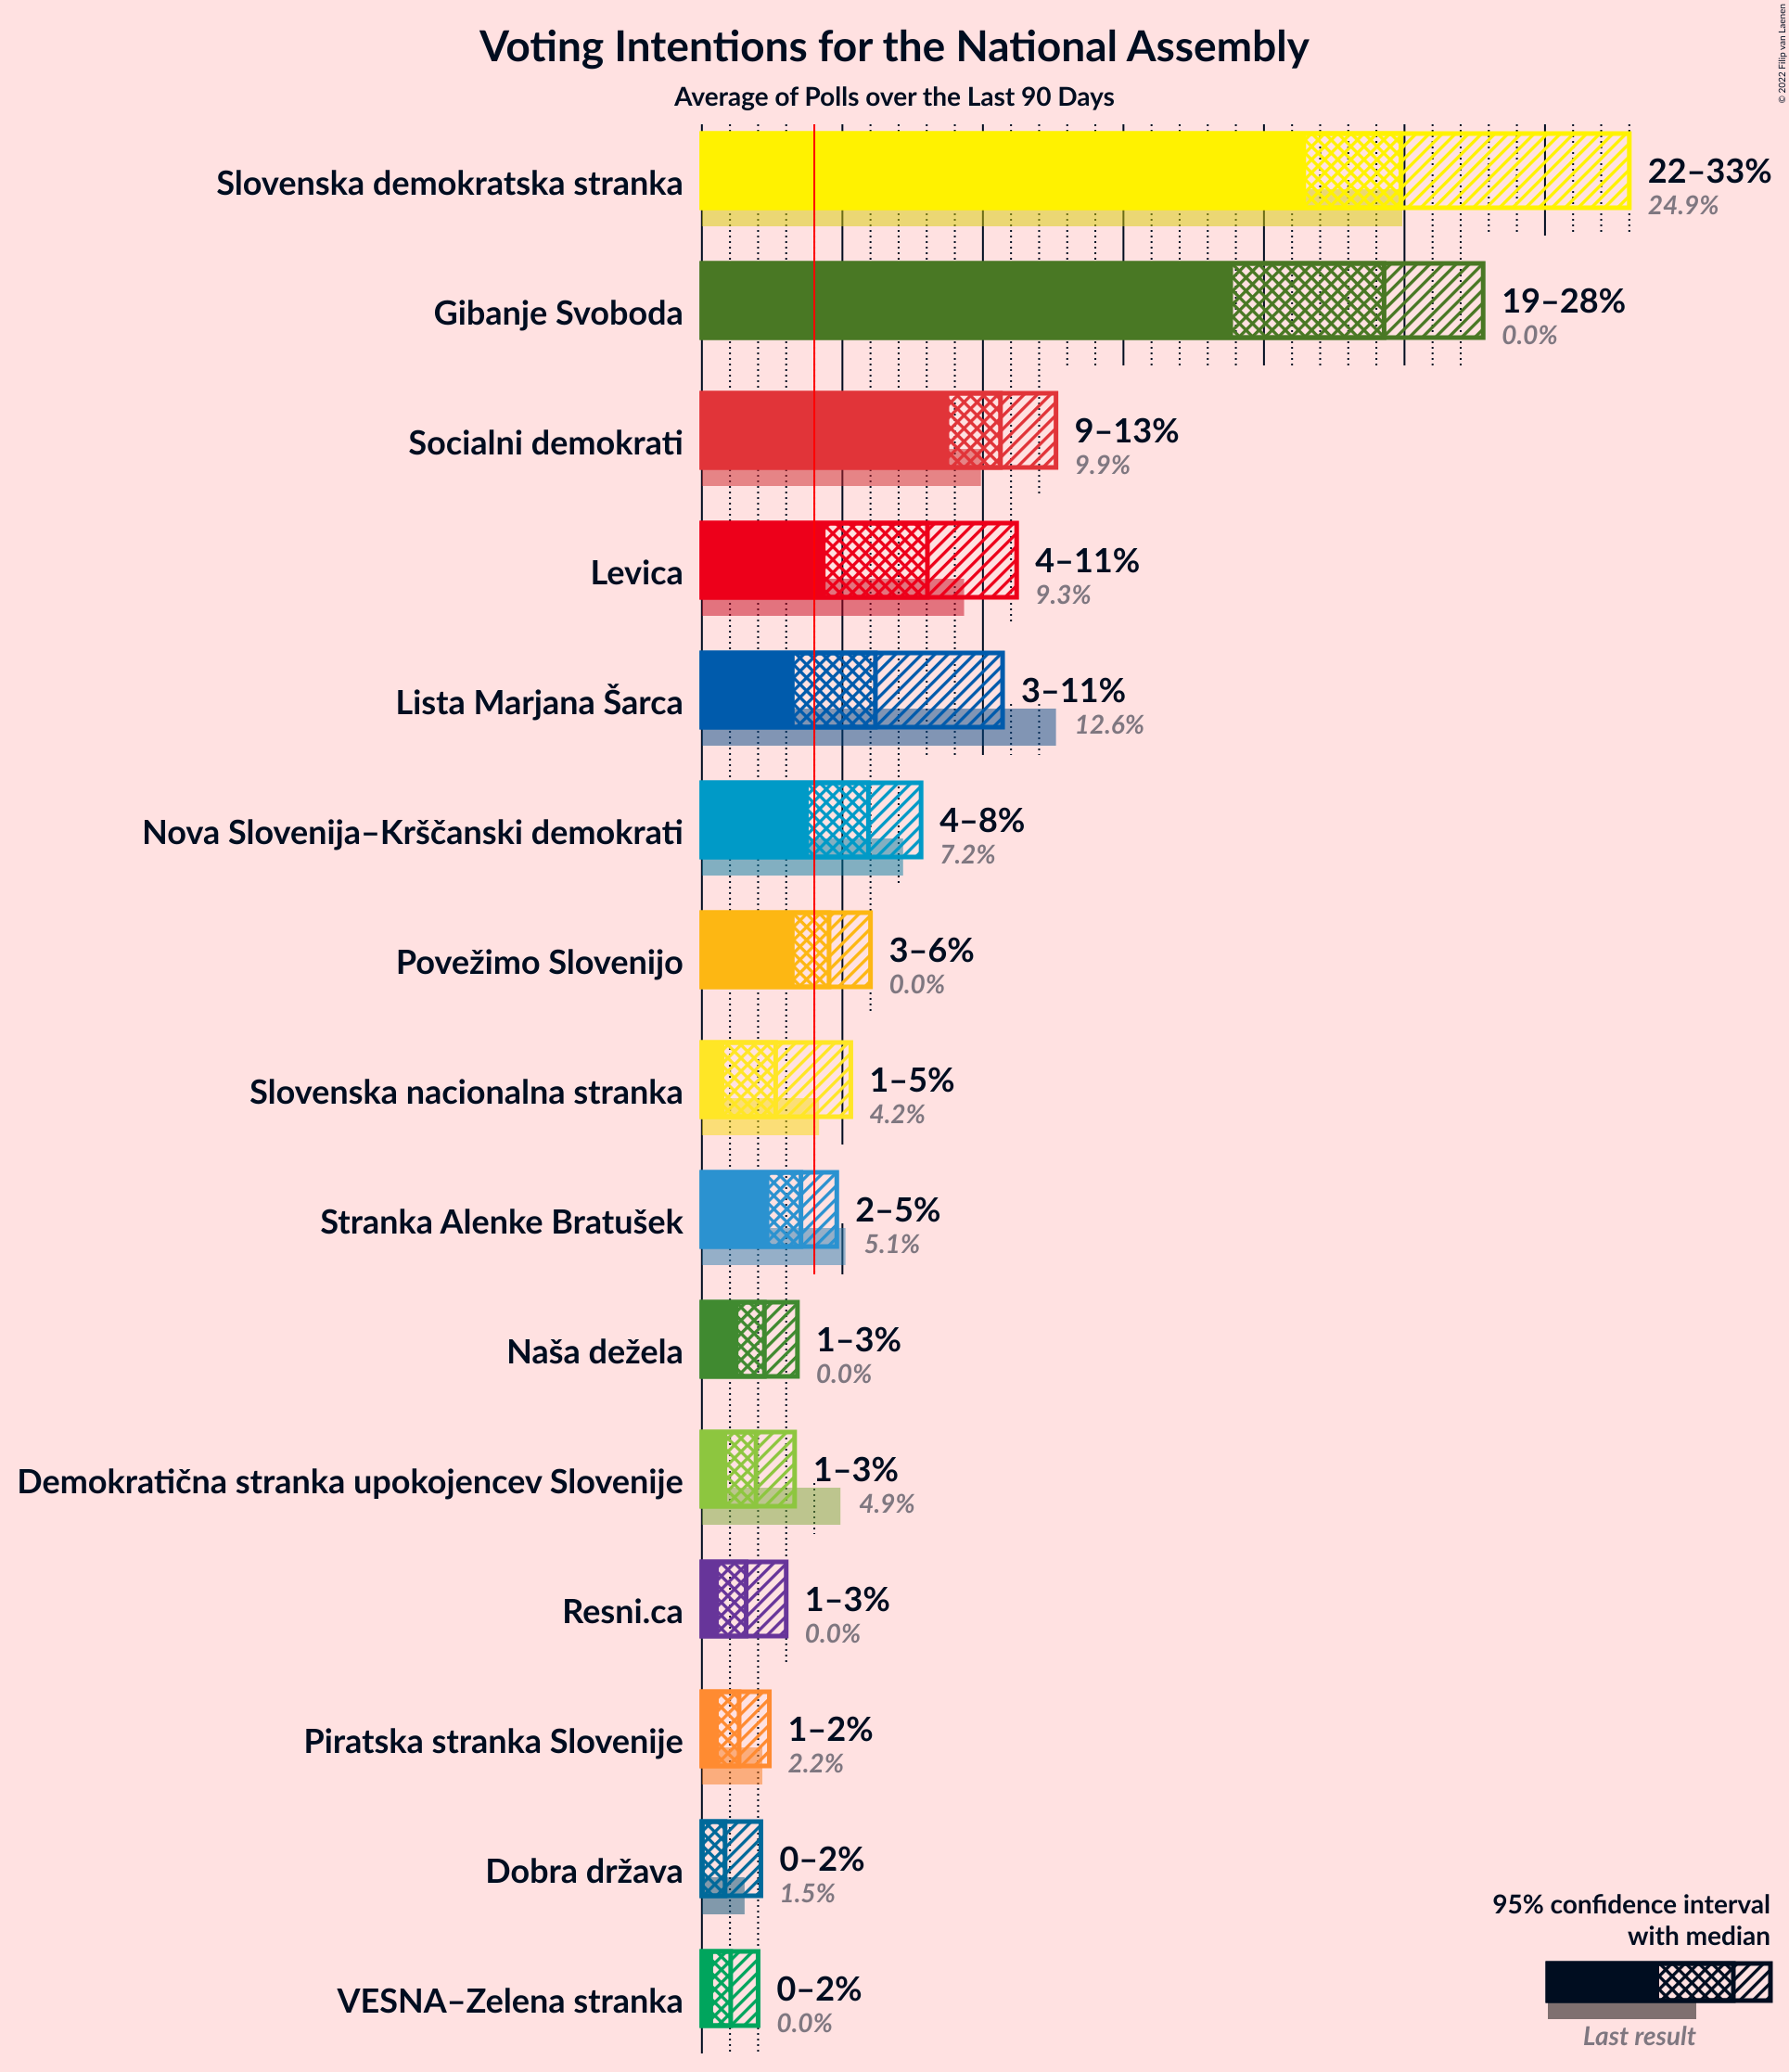 Voting Intentions for the National Assembly
Average of Polls over the Last 90 Days
© 2022 Filip van Laenen
Slovenska demokratska stranka
22–33%
24.9%
Gibanje Svoboda
19–28%
0.0%
Socialni demokrati
9–13%
9.9%
Levica
4–11%
9.3%
Lista Marjana Šarca
3–11%
12.6%
Nova Slovenija–Krščanski demokrati
4–8%
7.2%
Povežimo Slovenijo
3–6%
0.0%
Slovenska nacionalna stranka
1–5%
4.2%
Stranka Alenke Bratušek
2–5%
5.1%
Naša dežela
1–3%
0.0%
Demokratična stranka upokojencev Slovenije
1–3%
4.9%
Resni.ca
1–3%
0.0%
Piratska stranka Slovenije
1–2%
2.2%
Dobra država
0–2%
1.5%
VESNA–Zelena stranka
0–2%
0.0%
95% confidence interval
with median
Last result